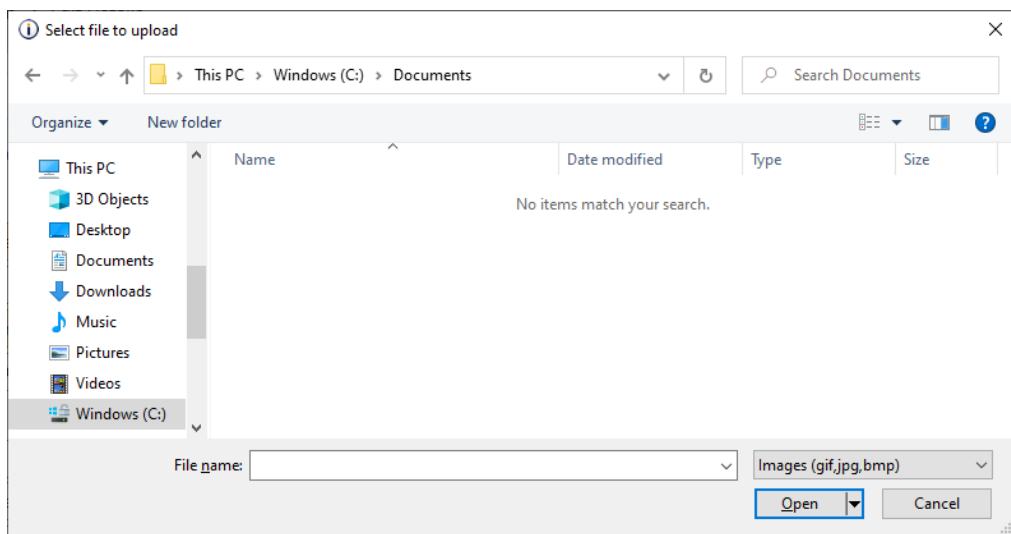 Select file to upload
This PC > Windows (C:) > Documents
Search Documents
Organize
New folder
Name
Date modified
Type
Size
This PC
3D Objects
Desktop
Documents
Downloads
Music
Pictures
Videos
Windows (C:)
No items match your search.
File name:
Images (gif,jpg,bmp)
Open
Cancel